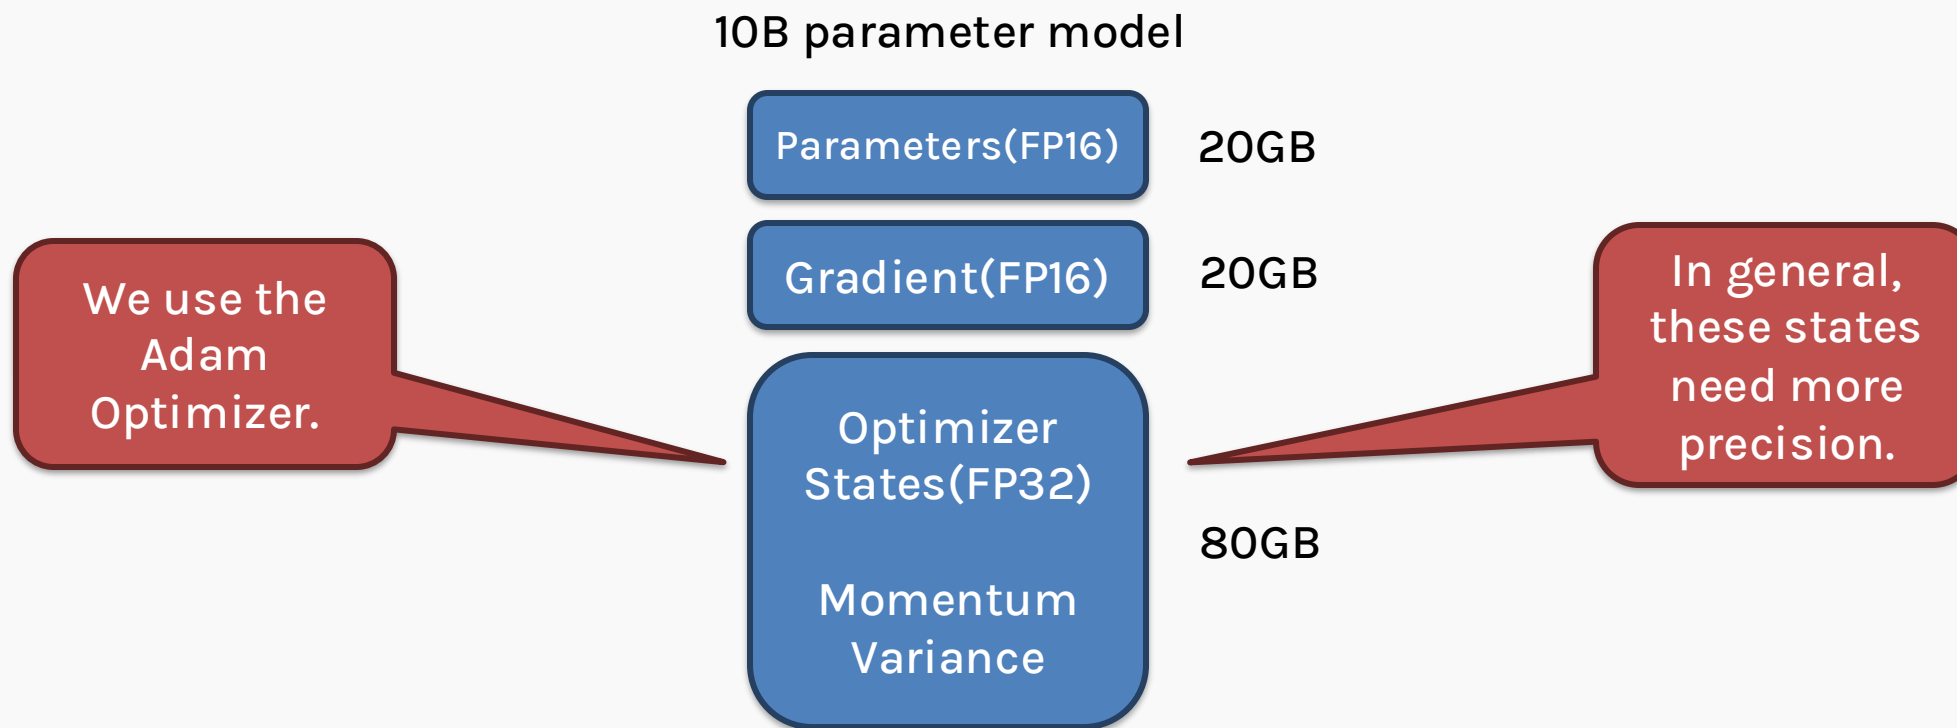 10B parameter model
Parameters(FP16)
20GB
Gradient(FP16)
20GB
We use the
Adam
Optimizer.
Optimizer
States(FP32)
Momentum
Variance
80GB
In general,
these states
need more
precision.